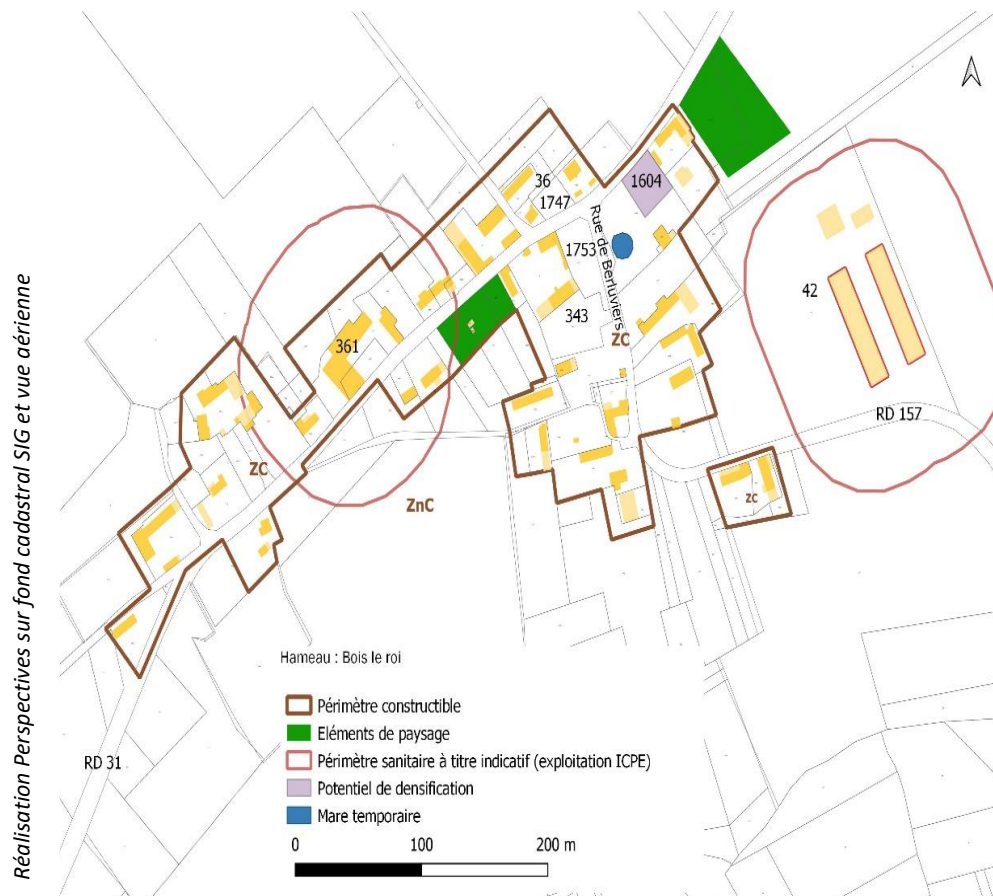 Réalisation Perspectives sur fond cadastral SIG et vue aérienne
36
1747
1604
Rue de Berluviers
1753
42
343
361
ZC
RD 157
ZC
ZnC
ZC
RD 31
Hameau : Bois le roi
Périmètre constructible
Eléments de paysage
Périmètre sanitaire à titre indicatif (exploitation ICPE)
Potentiel de densification
Mare temporaire
0 100 200 m